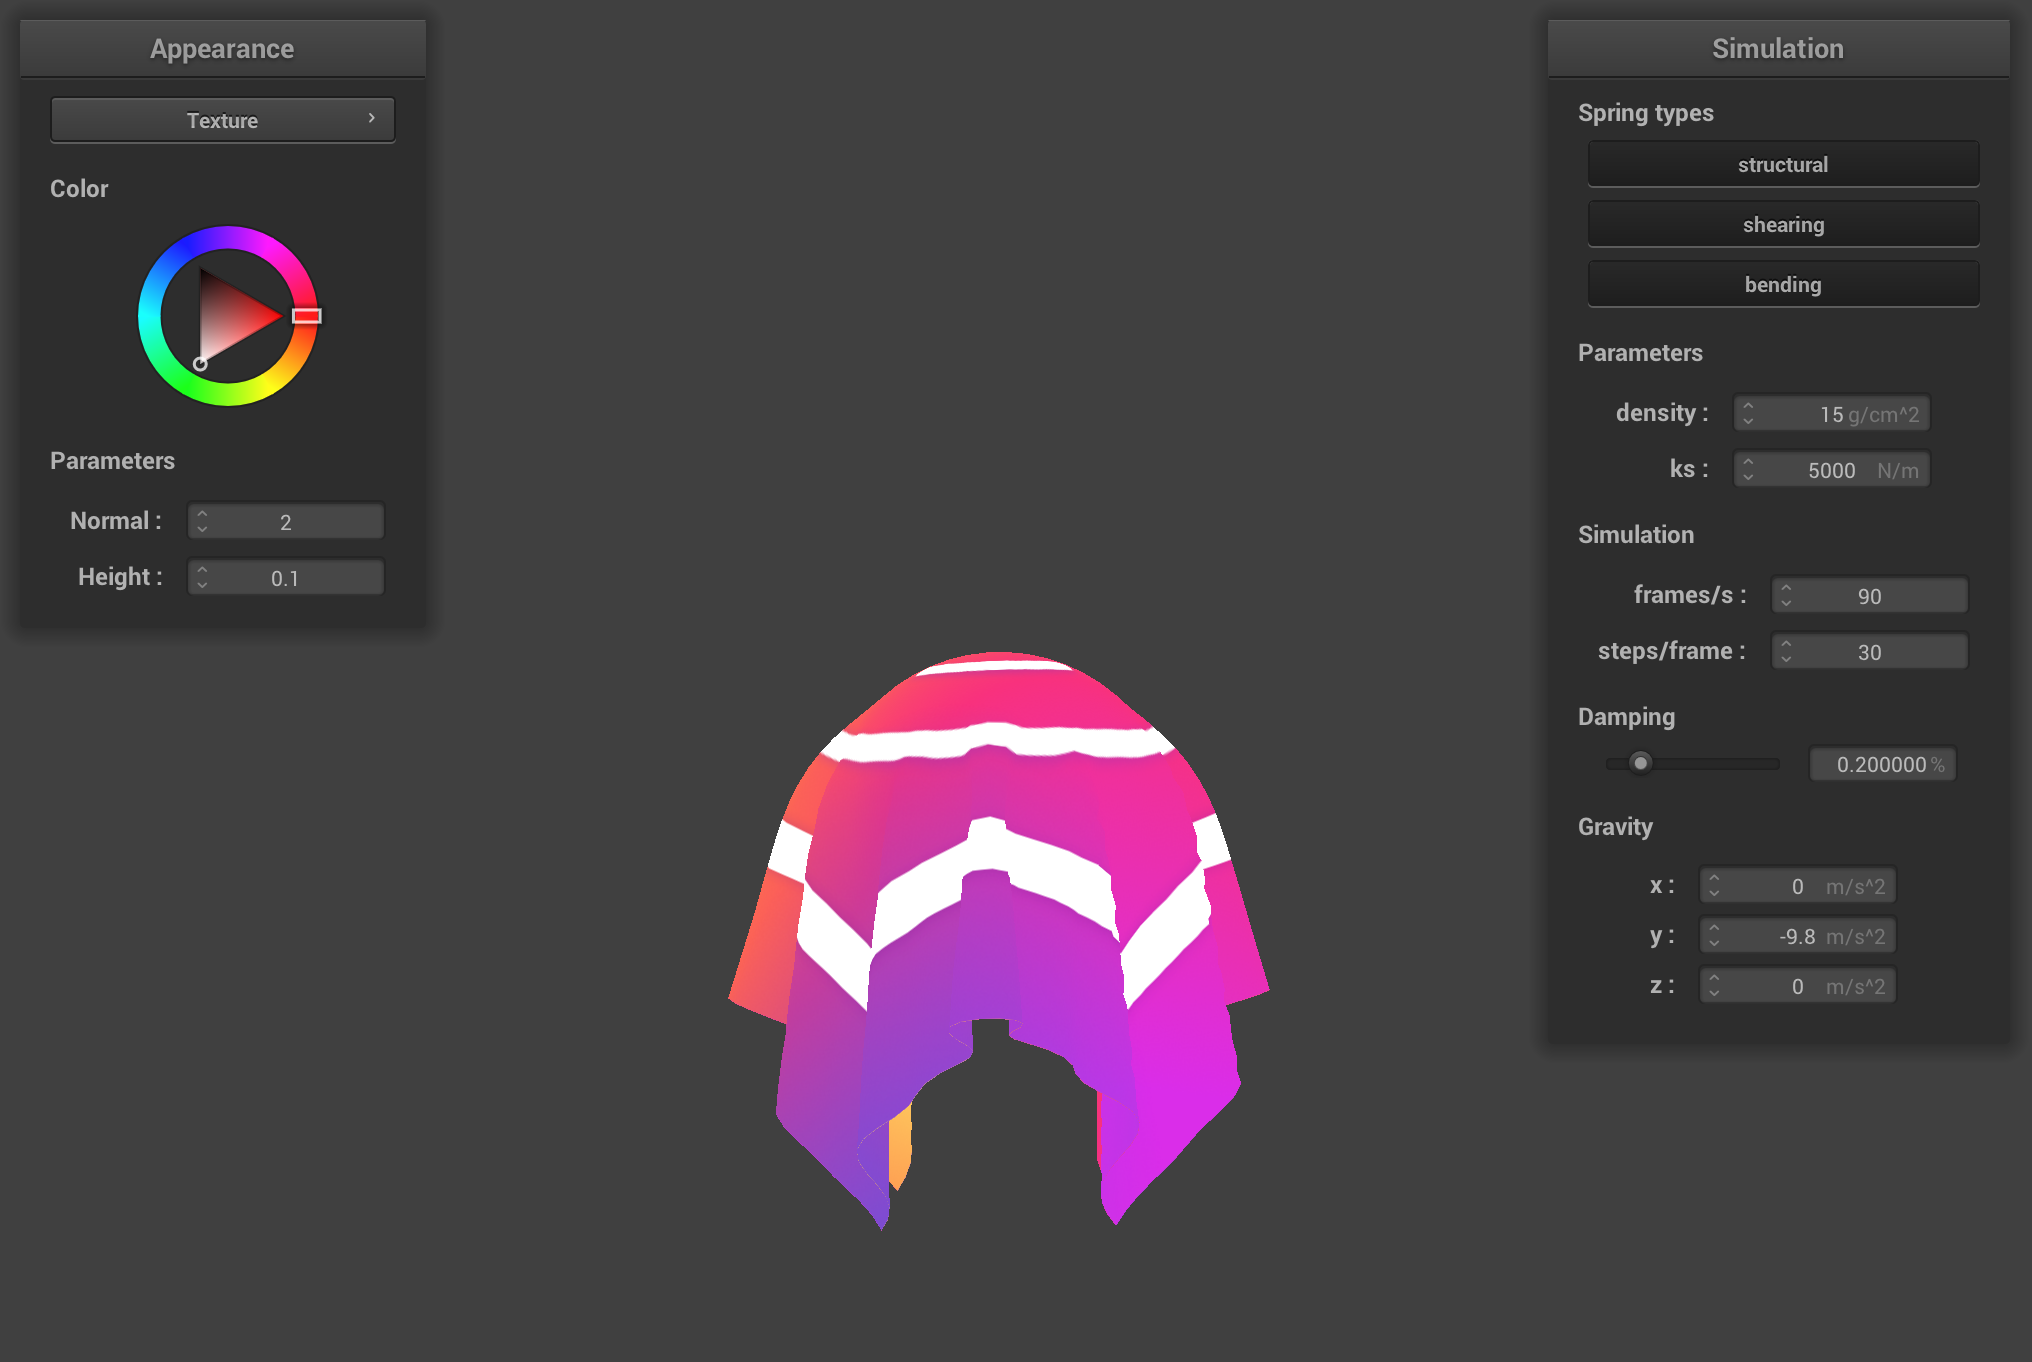 Appearance
Texture
Color
Parameters
Normal : 2
Height : 0.1
Simulation
Spring types
structural
shearing
bending
Parameters
density : 15 g/cm^2
ks : 5000 N/m
Simulation
frames/s : 90
steps/frame : 30
Damping
0.200000 %
Gravity
x : 0 m/s^2
y : -9.8 m/s^2
z : 0 m/s^2